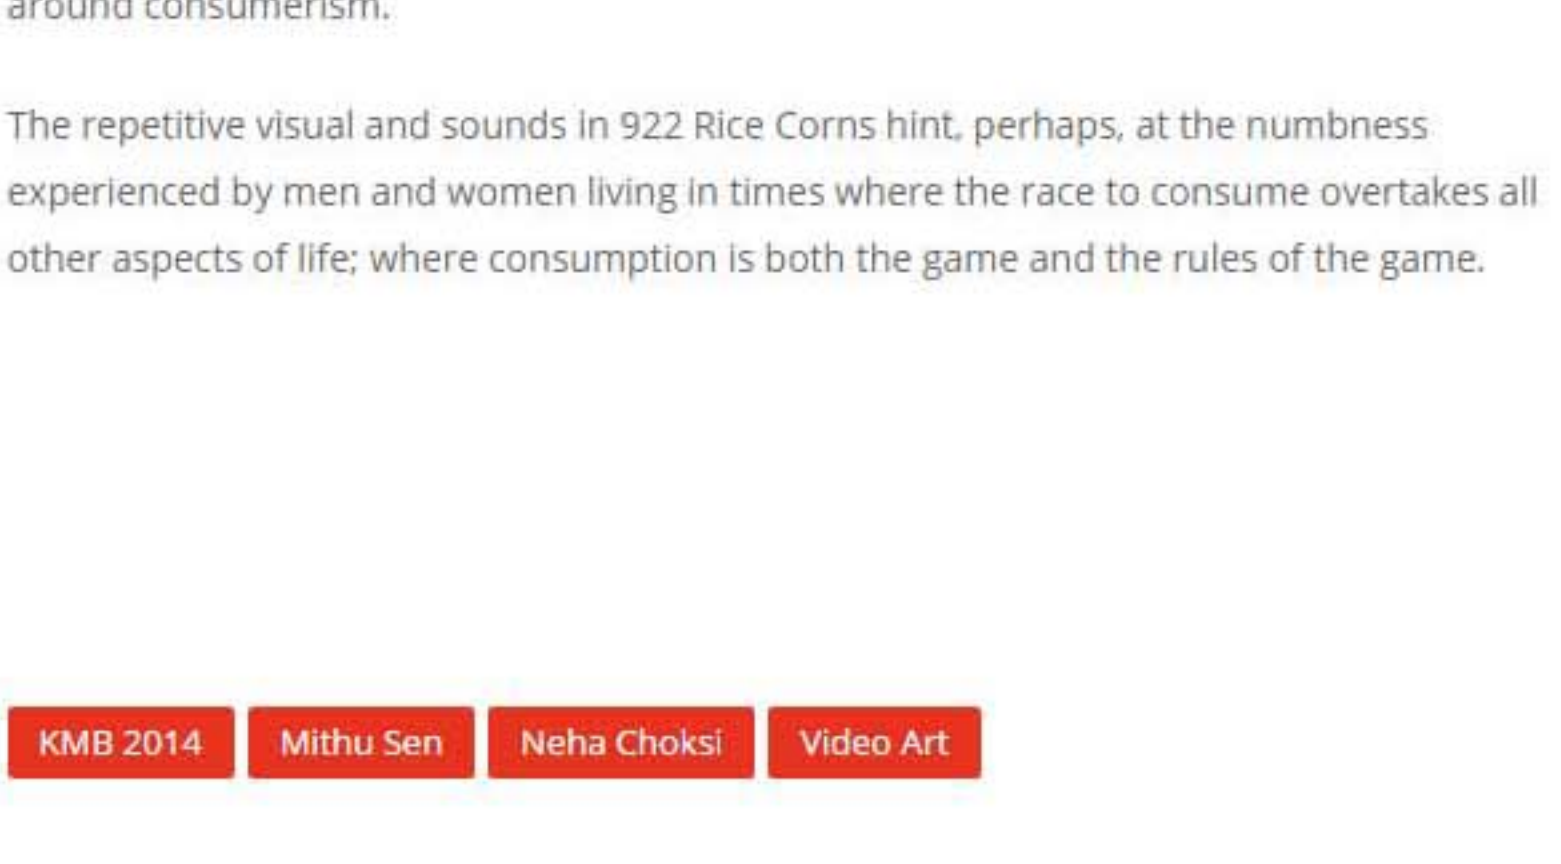 around consumerism.
The repetitive visual and sounds in 922 Rice Corns hint, perhaps, at the numbness
experienced by men and women living in times where the race to consume overtakes all
other aspects of life; where consumption is both the game and the rules of the game.
KMB 2014 Mithu Sen Neha Choksi Video Art